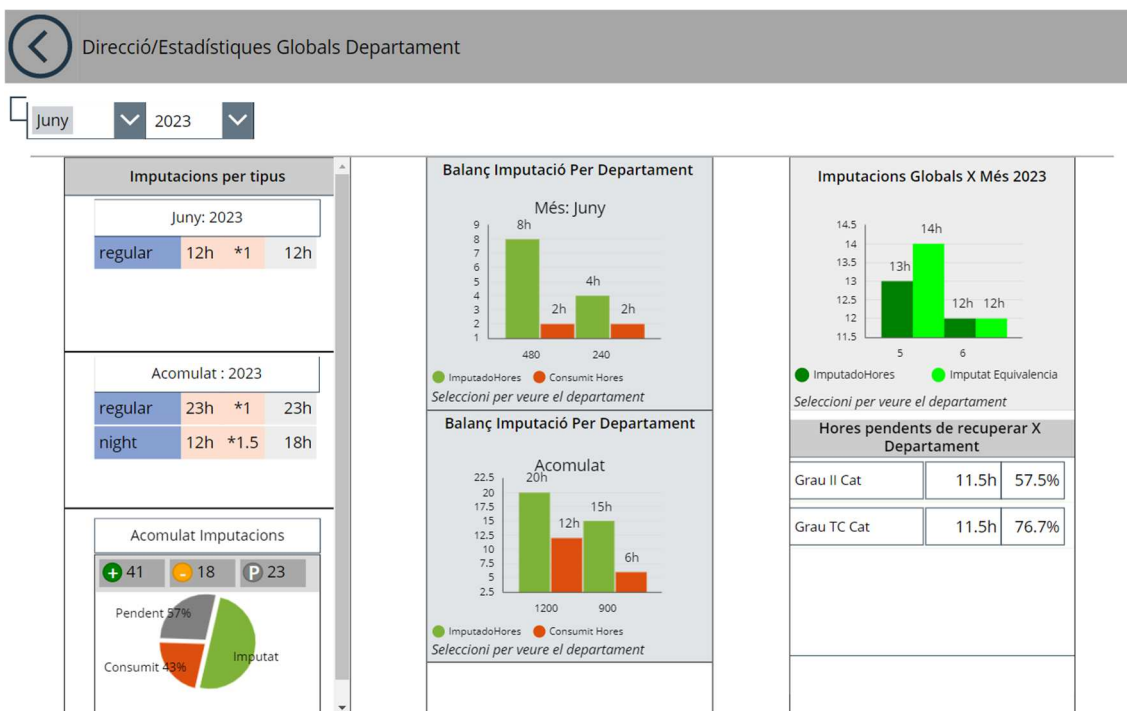 Direcció/Estadístiques Globals Departament
Juny 2023
Imputacions per tipus
Juny: 2023
regular 12h *1 12h
Acomulat : 2023
regular 23h *1 23h
night 12h *1.5 18h
Acomulat Imputacions
+ 41 - 18 P 23
Pendent 57%
Consumit 43%
Imputat
Balanç Imputació Per Departament
Més: Juny
9
8
7
6
5
4
3
2
1
8h
2h
4h
2h
480 240
ImputadoHores Consumit Hores
Seleccioni per veure el departament
Balanç Imputació Per Departament
Acomulat
22.5
20
17.5
15
12.5
10
7.5
5
2.5
20h
12h
15h
6h
1200 900
ImputadoHores Consumit Hores
Seleccioni per veure el departament
Imputacions Globals X Més 2023
14.5
14
13.5
13
12.5
12
11.5
13h
14h
12h 12h
5 6
ImputadoHores Imputat Equivalencia
Seleccioni per veure el departament
Hores pendents de recuperar X
Departament
Grau II Cat 11.5h 57.5%
Grau TC Cat 11.5h 76.7%